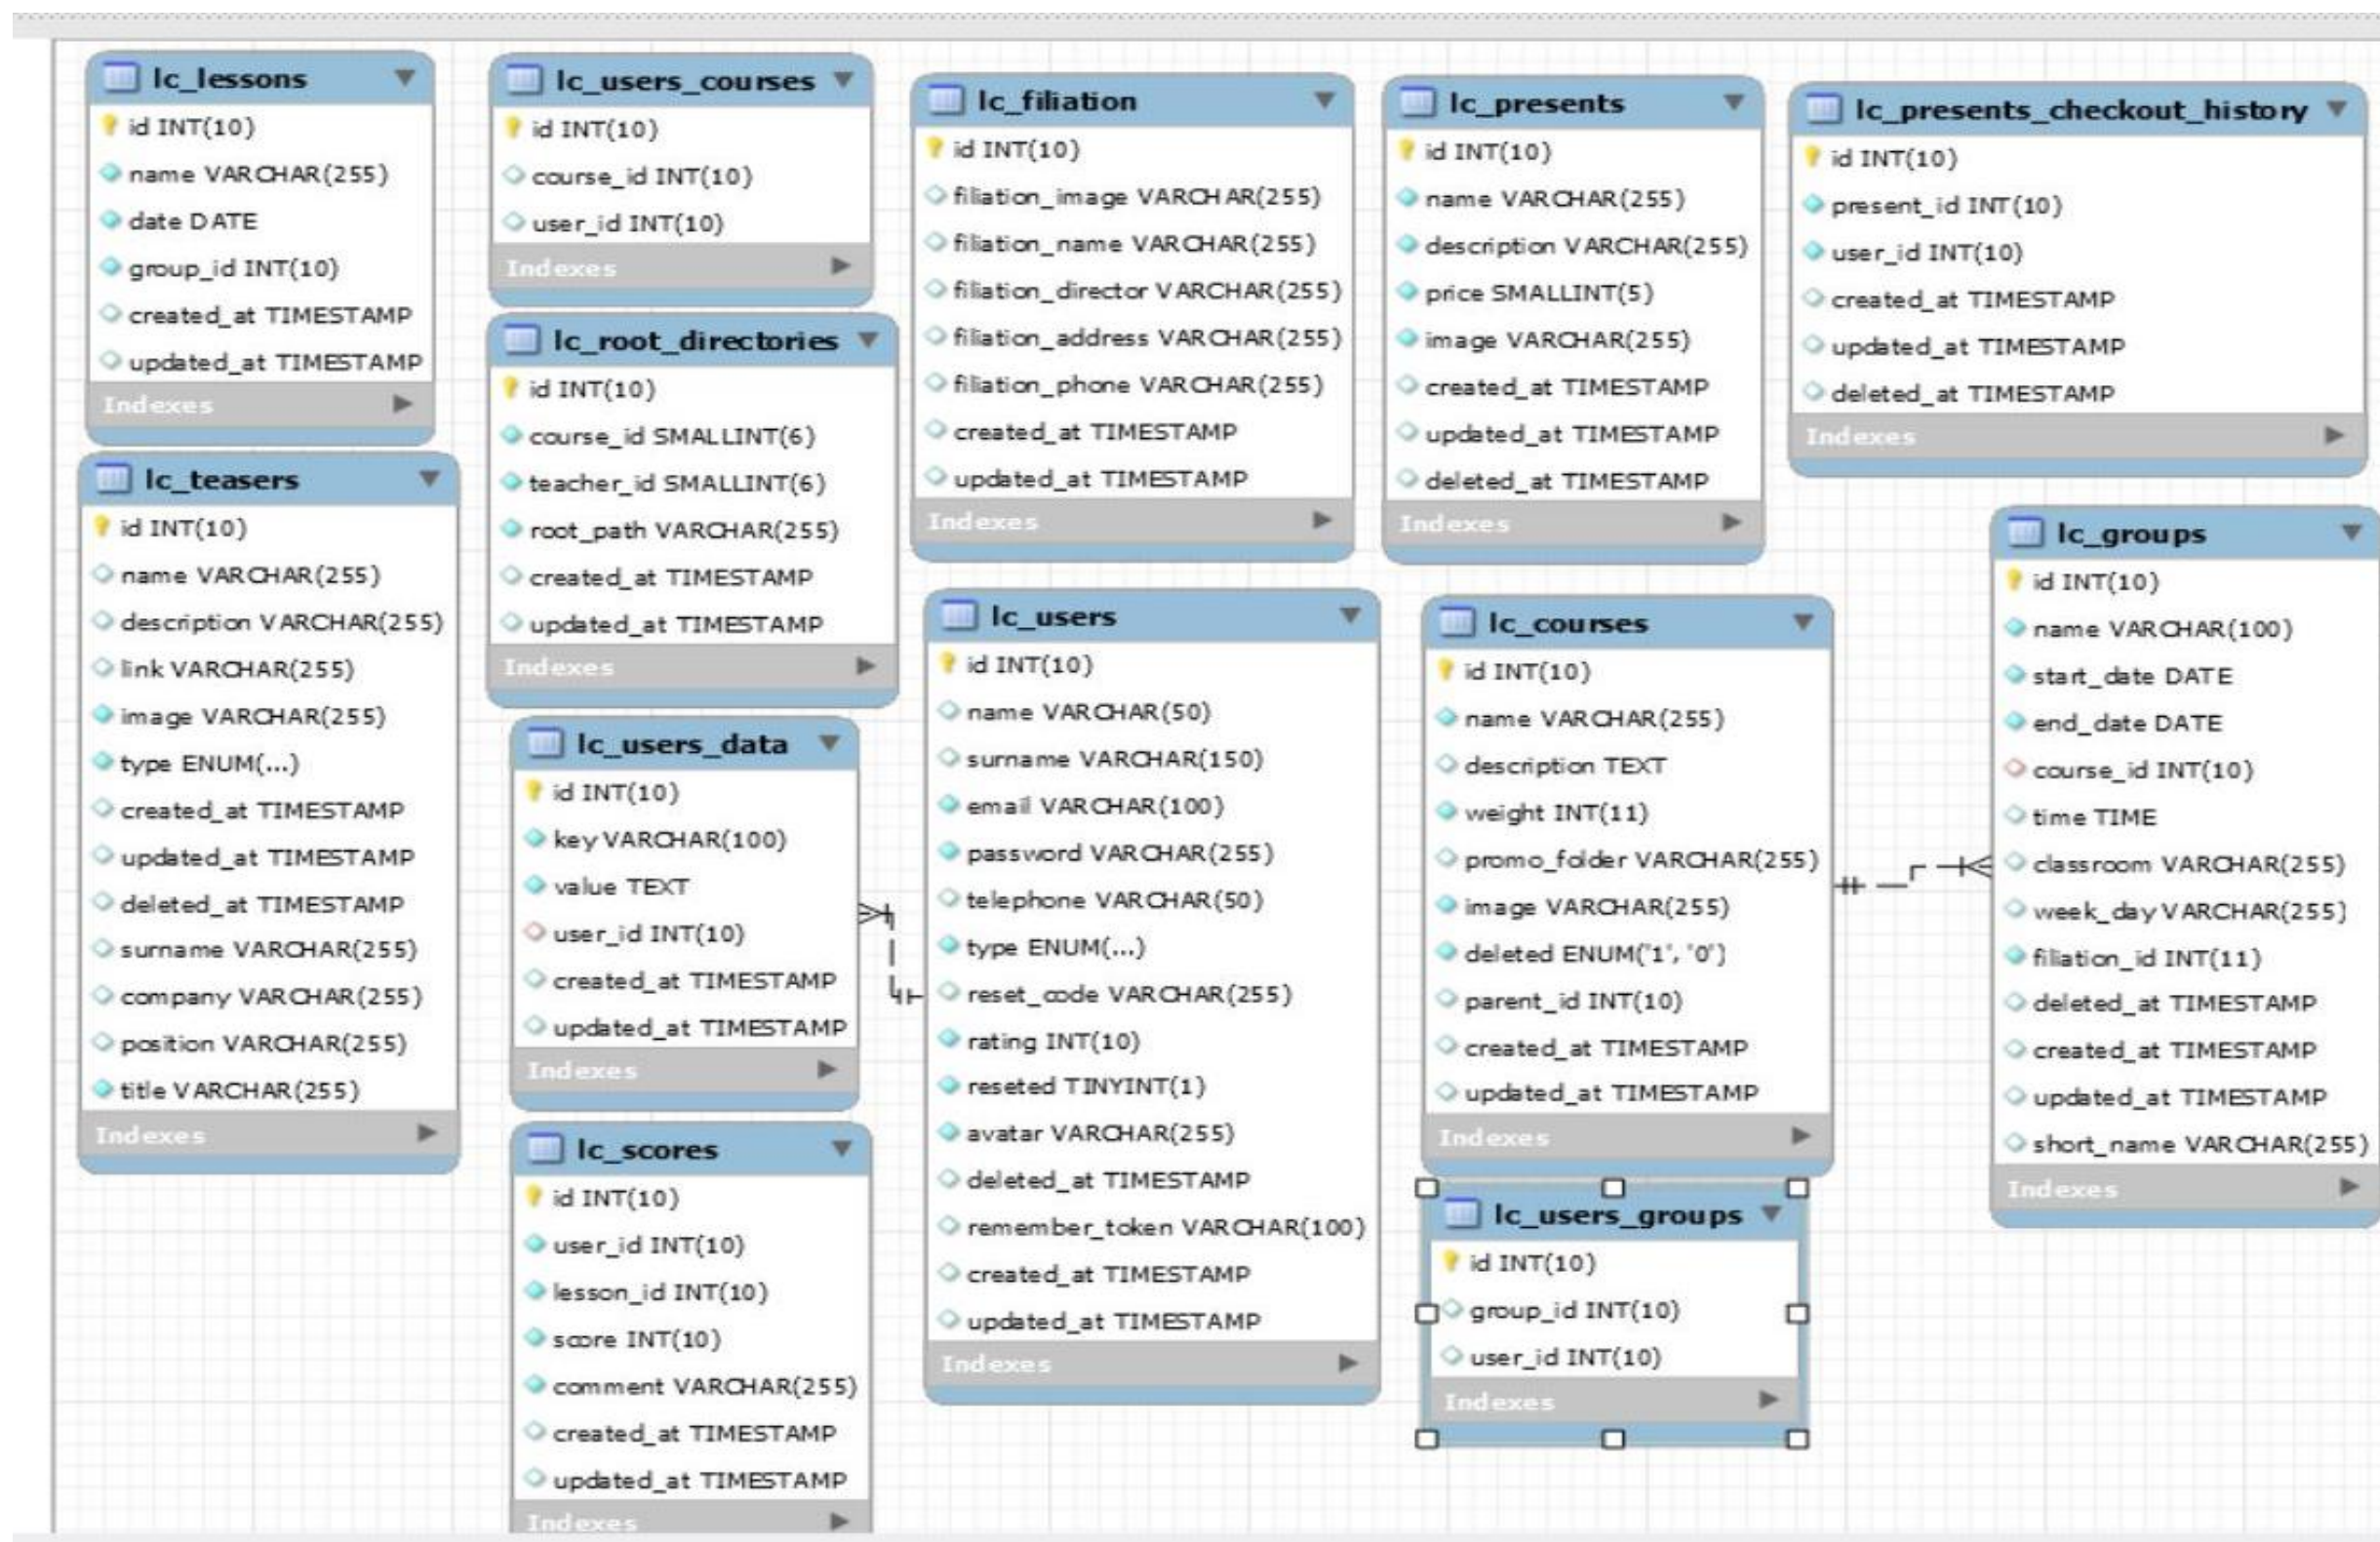 lc_lessons
id INT(10)
name VARCHAR(255)
date DATE
group_id INT(10)
created_at TIMESTAMP
updated_at TIMESTAMP
Indexes
lc_teasers
id INT(10)
name VARCHAR(255)
description VARCHAR(255)
link VARCHAR(255)
image VARCHAR(255)
type ENUM(...)
created_at TIMESTAMP
updated_at TIMESTAMP
deleted_at TIMESTAMP
surname VARCHAR(255)
company VARCHAR(255)
position VARCHAR(255)
title VARCHAR(255)
Indexes
lc_users_courses
id INT(10)
course_id INT(10)
user_id INT(10)
Indexes
lc_root_directories
id INT(10)
course_id SMALLINT(6)
teacher_id SMALLINT(6)
root_path VARCHAR(255)
created_at TIMESTAMP
updated_at TIMESTAMP
Indexes
lc_users_data
id INT(10)
key VARCHAR(100)
value TEXT
user_id INT(10)
created_at TIMESTAMP
updated_at TIMESTAMP
Indexes
lc_scores
id INT(10)
user_id INT(10)
lesson_id INT(10)
score INT(10)
comment VARCHAR(255)
created_at TIMESTAMP
updated_at TIMESTAMP
Indexes
lc_filiation
id INT(10)
filiation_image VARCHAR(255)
filiation_name VARCHAR(255)
filiation_director VARCHAR(255)
filiation_address VARCHAR(255)
filiation_phone VARCHAR(255)
created_at TIMESTAMP
updated_at TIMESTAMP
Indexes
lc_users
id INT(10)
name VARCHAR(50)
surname VARCHAR(150)
email VARCHAR(100)
password VARCHAR(255)
telephone VARCHAR(50)
type ENUM(...)
reset_code VARCHAR(255)
rating INT(10)
reseted TINYINT(1)
avatar VARCHAR(255)
deleted_at TIMESTAMP
remember_token VARCHAR(100)
created_at TIMESTAMP
updated_at TIMESTAMP
Indexes
lc_presents
id INT(10)
name VARCHAR(255)
description VARCHAR(255)
price SMALLINT(5)
image VARCHAR(255)
created_at TIMESTAMP
updated_at TIMESTAMP
deleted_at TIMESTAMP
Indexes
lc_courses
id INT(10)
name VARCHAR(255)
description TEXT
weight INT(11)
promo_folder VARCHAR(255)
image VARCHAR(255)
deleted ENUM('1', '0')
parent_id INT(10)
created_at TIMESTAMP
updated_at TIMESTAMP
Indexes
lc_users_groups
id INT(10)
group_id INT(10)
user_id INT(10)
Indexes
lc_presents_checkout_history
id INT(10)
present_id INT(10)
user_id INT(10)
created_at TIMESTAMP
updated_at TIMESTAMP
deleted_at TIMESTAMP
Indexes
lc_groups
id INT(10)
name VARCHAR(100)
start_date DATE
end_date DATE
course_id INT(10)
time TIME
classroom VARCHAR(255)
week_day VARCHAR(255)
filiation_id INT(11)
deleted_at TIMESTAMP
created_at TIMESTAMP
updated_at TIMESTAMP
short_name VARCHAR(255)
Indexes